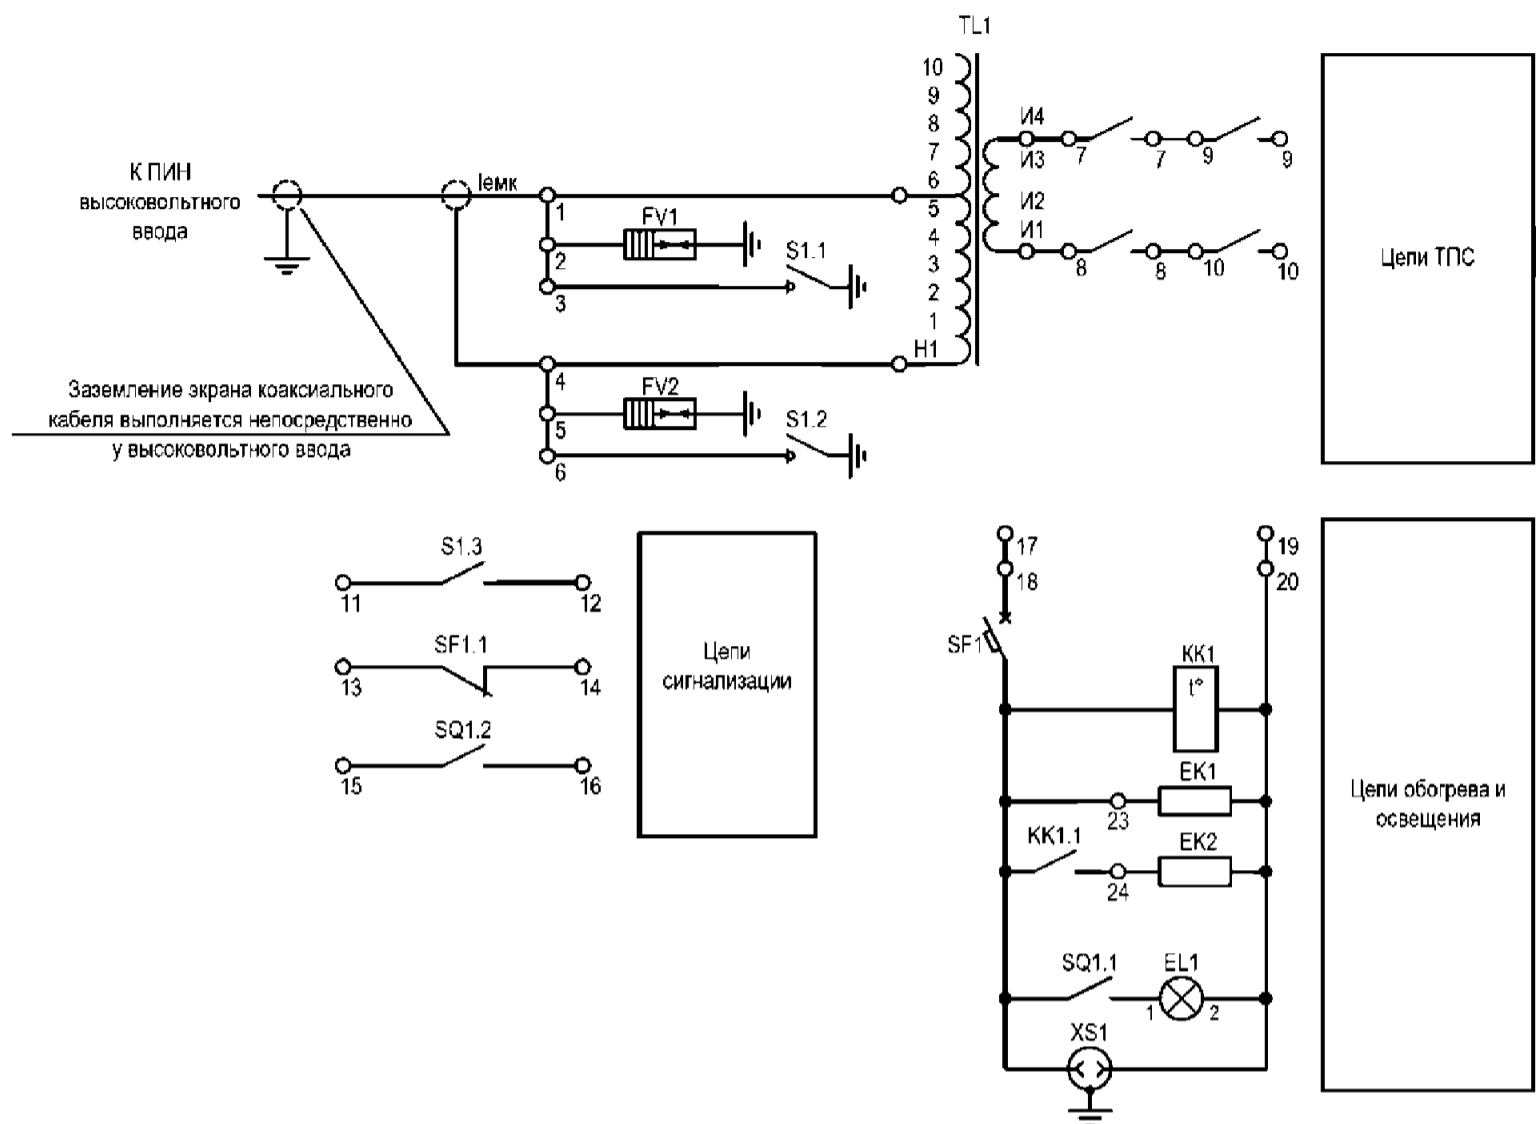 TL1
10
9
8
7
6
5
4
3
2
1
Н1
И4
И3
И2
И1
7
7
9
9
8
8
10
10
Цепи ТПС
К ПИН
высоковольтного
ввода
Iемк
1
FV1
2
S1.1
3
4
FV2
5
S1.2
6
Заземление экрана коаксиального
кабеля выполняется непосредственно
у высоковольтного ввода
S1.3
11
12
SF1.1
13
14
SQ1.2
15
16
Цепи
сигнализации
17
18
19
20
SF1
КК1
t°
ЕК1
23
КК1.1
ЕК2
24
SQ1.1
EL1
1
2
XS1
Цепи обогрева и
освещения